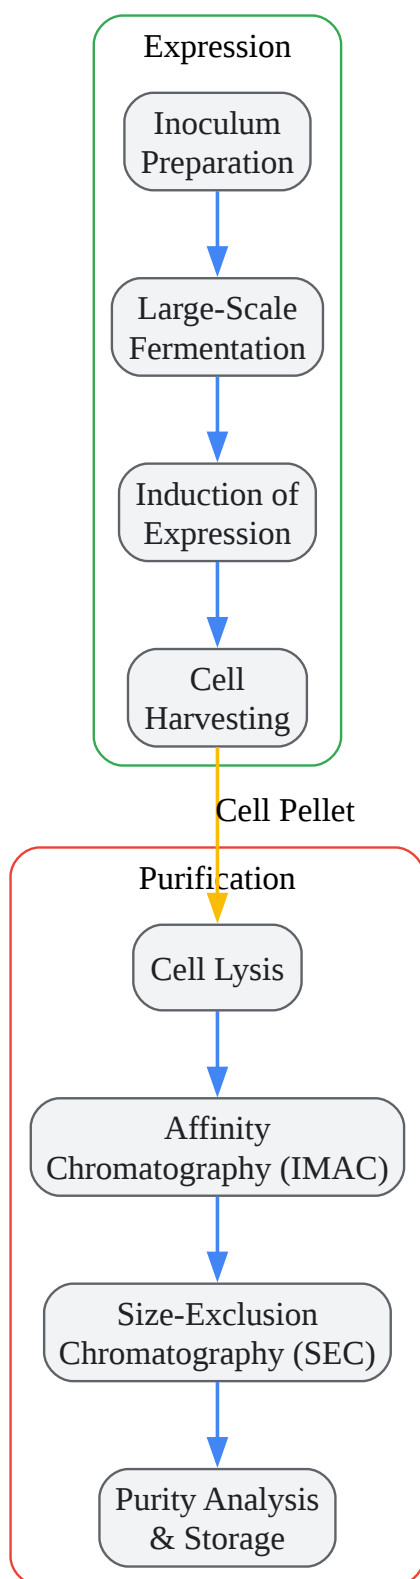 Expression
Inoculum
Preparation
Large-Scale
Fermentation
Induction of
Expression
Cell
Harvesting
Cell Pellet
Purification
Cell Lysis
Affinity
Chromatography (IMAC)
Size-Exclusion
Chromatography (SEC)
Purity Analysis
& Storage